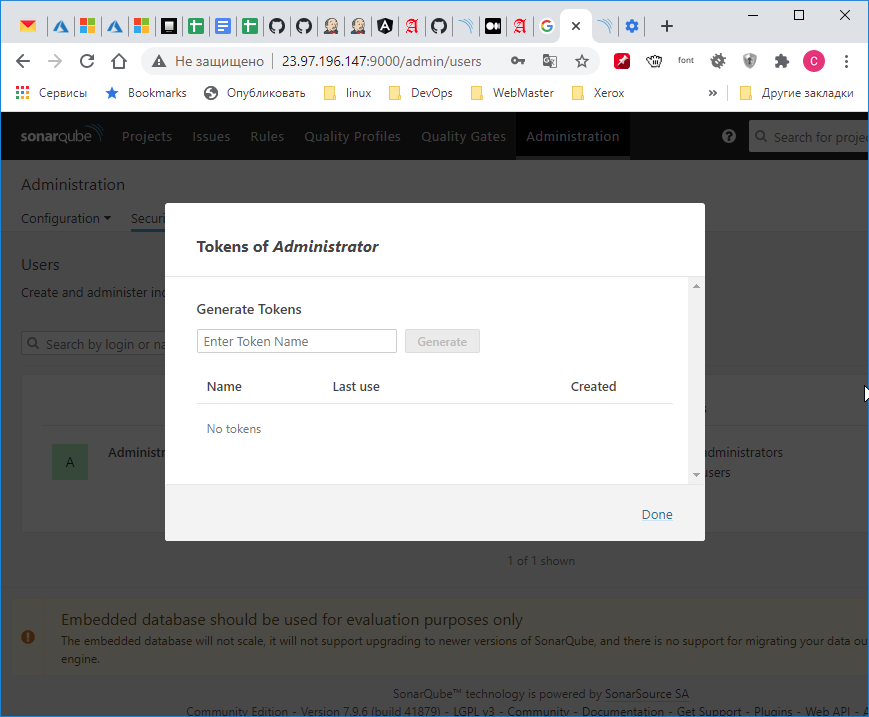 Не защищено 23.97.196.147:9000/admin/users
font
C
Сервисы Bookmarks Опубликовать linux DevOps WebMaster Xerox » Другие закладки
sonarqube Projects Issues Rules Quality Profiles Quality Gates Administration Search for projec
Administration
Configuration Securi
Users
Create and administer ind
Search by login or na
Tokens of Administrator
Generate Tokens
Enter Token Name Generate
Name Last use Created
No tokens
Done
A Administr
administrators
users
1 of 1 shown
Embedded database should be used for evaluation purposes only
The embedded database will not scale, it will not support upgrading to newer versions of SonarQube, and there is no support for migrating your data ou
engine.
SonarQube™ technology is powered by SonarSource SA
Community Edition - Version 7.9.6 (build 41879) - LGPL v3 - Community - Documentation - Get Support - Plugins - Web API - A